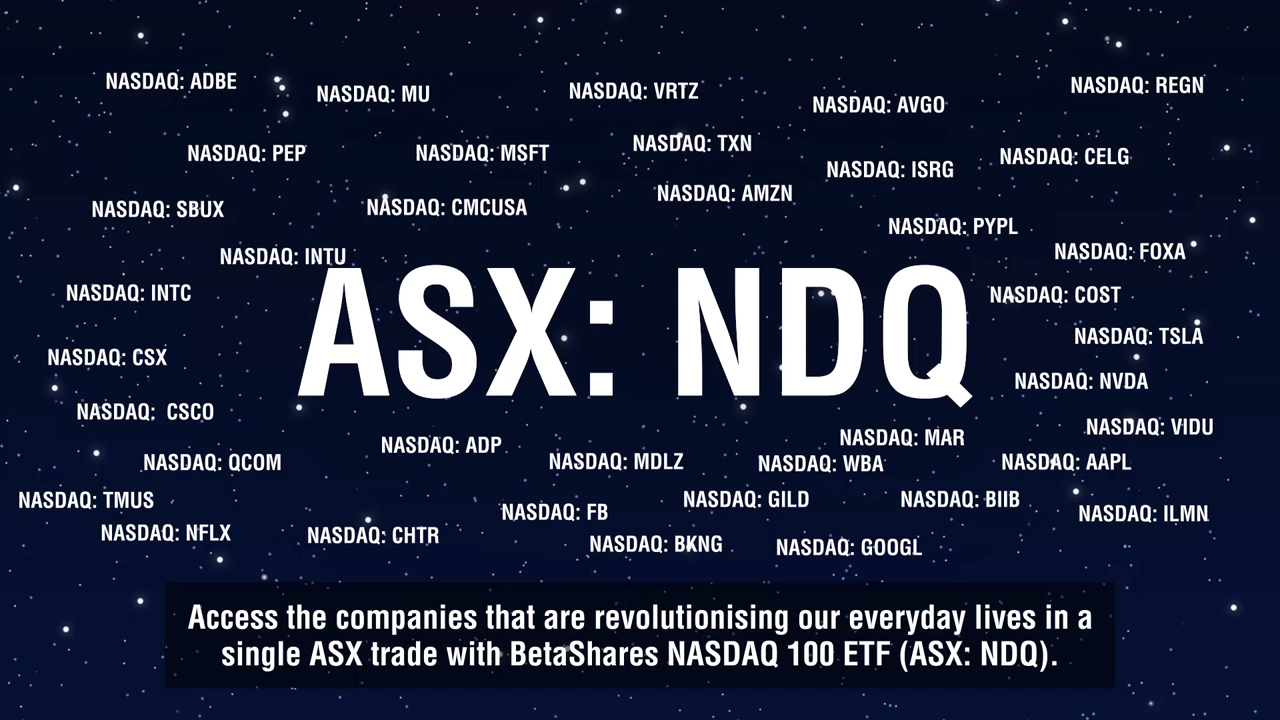 NASDAQ: ADBE
NASDAQ: MU
NASDAQ: VRTZ
NASDAQ: AVGO
NASDAQ: REGN
NASDAQ: PEP
NASDAQ: MSFT
NASDAQ: TXN
NASDAQ: ISRG
NASDAQ: CELG
NASDAQ: SBUX
NASDAQ: CMCUSA
NASDAQ: AMZN
NASDAQ: PYPL
NASDAQ: INTU
NASDAQ: FOXA
NASDAQ: INTC
ASX: NDQ
NASDAQ: COST
NASDAQ: TSLA
NASDAQ: CSX
NASDAQ: NVDA
NASDAQ: CSCO
NASDAQ: VIDU
NASDAQ: ADP
NASDAQ: MAR
NASDAQ: QCOM
NASDAQ: MDLZ
NASDAQ: WBA
NASDAQ: AAPL
NASDAQ: TMUS
NASDAQ: FB
NASDAQ: GILD
NASDAQ: BIIB
NASDAQ: ILMN
NASDAQ: NFLX
NASDAQ: CHTR
NASDAQ: BKNG
NASDAQ: GOOGL
Access the companies that are revolutionising our everyday lives in a
single ASX trade with BetaShares NASDAQ 100 ETF (ASX: NDQ).